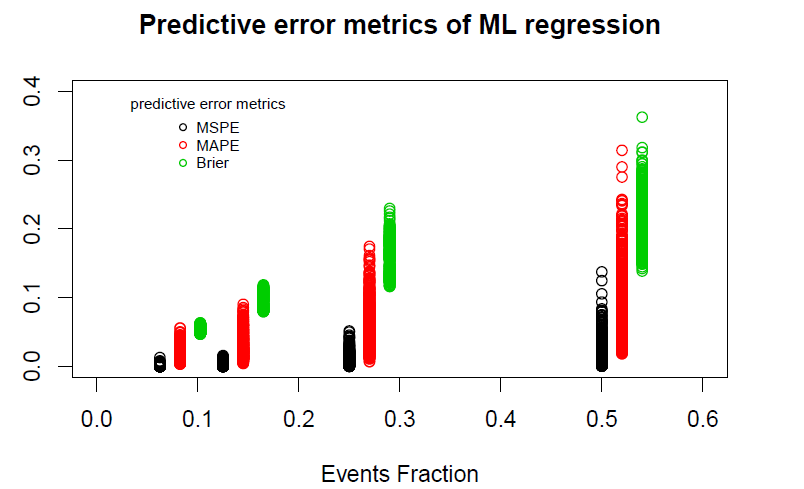 Predictive error metrics of ML regression
predictive error metrics
MSPE
MAPE
Brier
0.4
0.3
0.2
0.1
0.0
0.0 0.1 0.2 0.3 0.4 0.5 0.6
Events Fraction